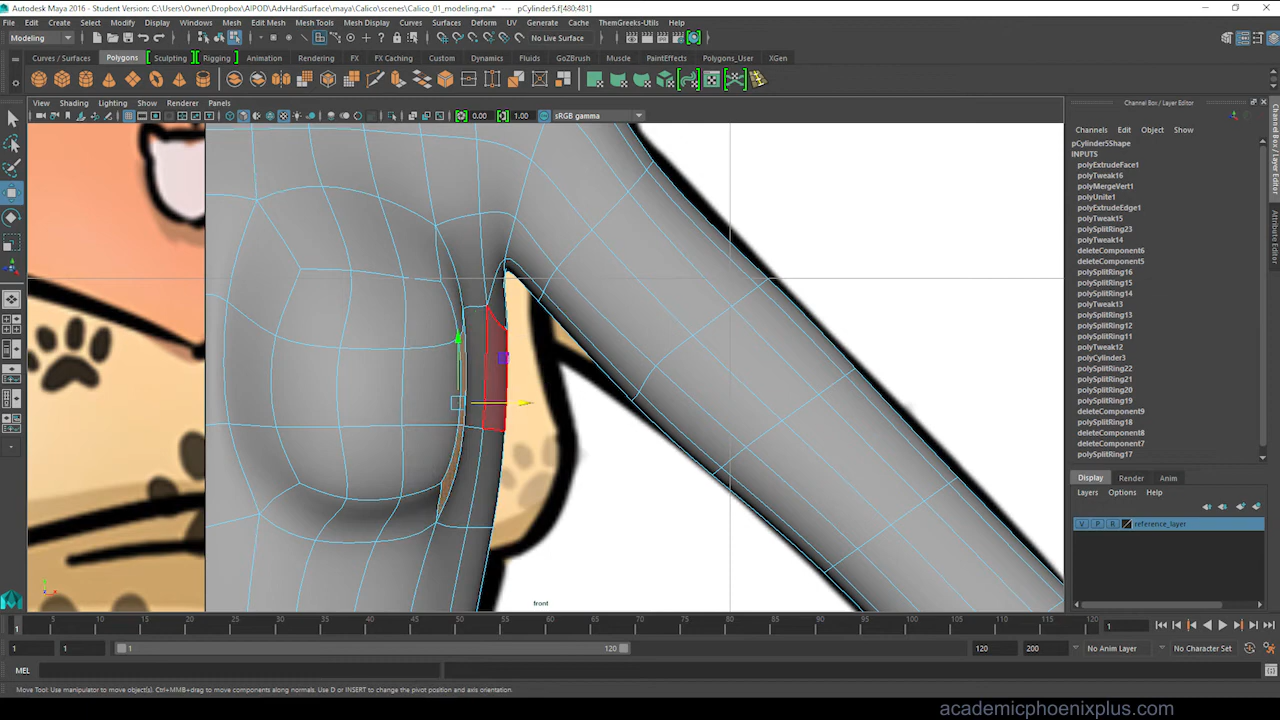 Autodesk Maya 2016 - Student Version: C:\Users\Owner\Dropbox\AIPOD\AdvHardSurface\maya\Calico\scenes\Calico_01_modeling.ma* --- pCylinder5.f[480:481]
File Edit Create Select Modify Display Windows Mesh Edit Mesh Mesh Tools Mesh Display Curves Surfaces Deform UV Generate Cache ThemGreeks-Utils Help
Modeling No Live Surface
Curves / Surfaces Polygons Sculpting Rigging Animation Rendering FX FX Caching Custom Dynamics Fluids GoZBrush Muscle PaintEffects Polygons_User XGen
View Shading Lighting Show Renderer Panels
0.00 1.00 sRGB gamma
Channel Box / Layer Editor
Channels Edit Object Show
pCylinder5Shape
INPUTS
polyExtrudeFace1
polyTweak16
polyMergeVert1
polyUnite1
polyExtrudeEdge1
polyTweak15
polySplitRing23
polyTweak14
deleteComponent6
deleteComponent5
polySplitRing16
polySplitRing15
polySplitRing14
polyTweak13
polySplitRing13
polySplitRing12
polySplitRing11
polyTweak12
polyCylinder3
polySplitRing22
polySplitRing21
polySplitRing20
polySplitRing19
deleteComponent9
polySplitRing18
deleteComponent8
deleteComponent7
polySplitRing17
Channel Box / Layer Editor
Attribute Editor
Display Render Anim
Layers Options Help
V P R reference_layer
front
1 5 10 15 20 25 30 35 40 45 50 55 60 65 70 75 80 85 90 95 100 105 110 115 120 1
1 1 1 120 120 200 No Anim Layer No Character Set
MEL
Move Tool: Use manipulator to move object(s). Ctrl+MMB+drag to move components along normals. Use D or INSERT to change the pivot position and axis orientation.
academicphoenixplus.com